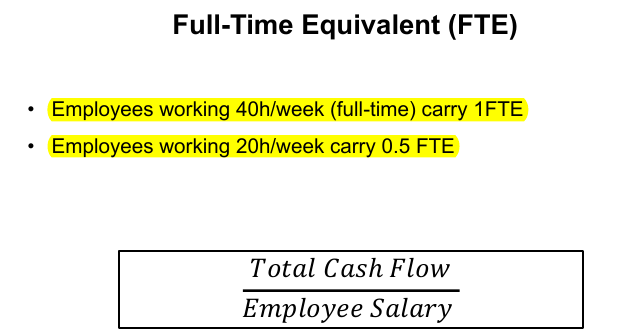 Full-Time Equivalent (FTE)
• Employees working 40h/week (full-time) carry 1FTE
• Employees working 20h/week carry 0.5 FTE
Total Cash Flow
Employee Salary